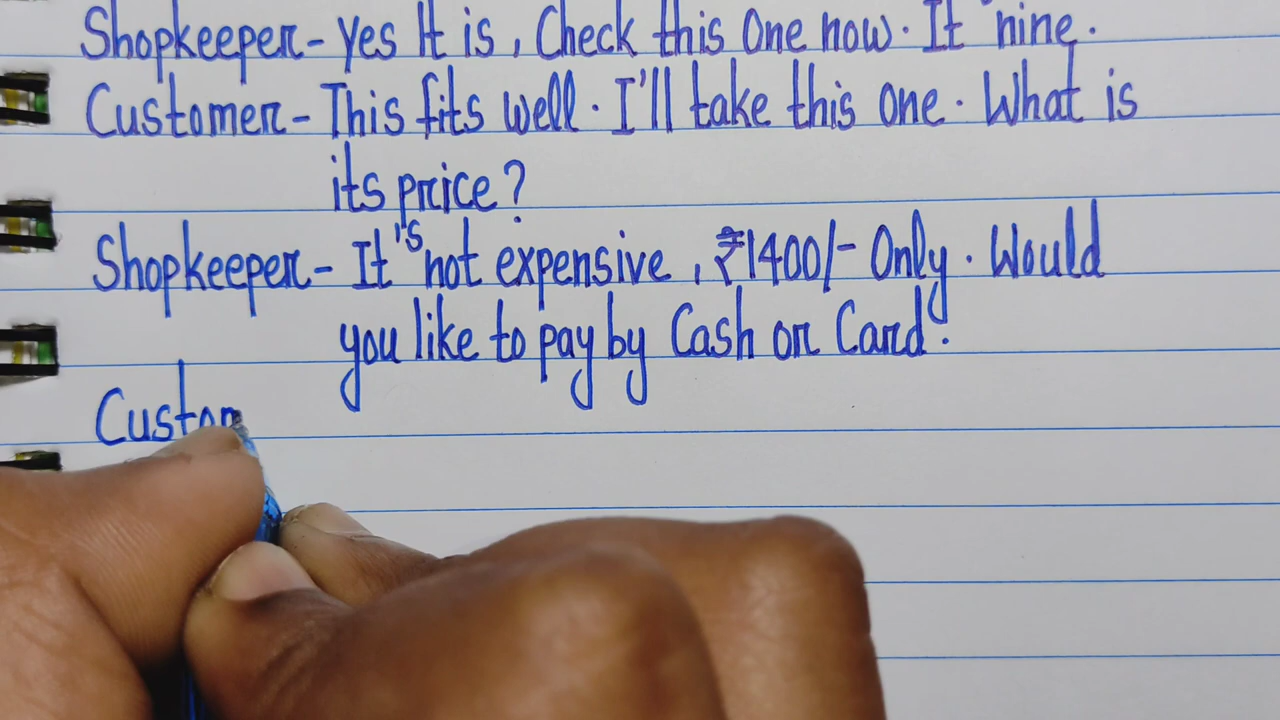 Shopkeeper - Yes It is, Check this One now. It "nine.
Customer - This fits well. I'll take this one. What is
its price?
Shopkeeper - It's not expensive, ₹1400/- Only. Would
you like to pay by Cash or Card?
Custom